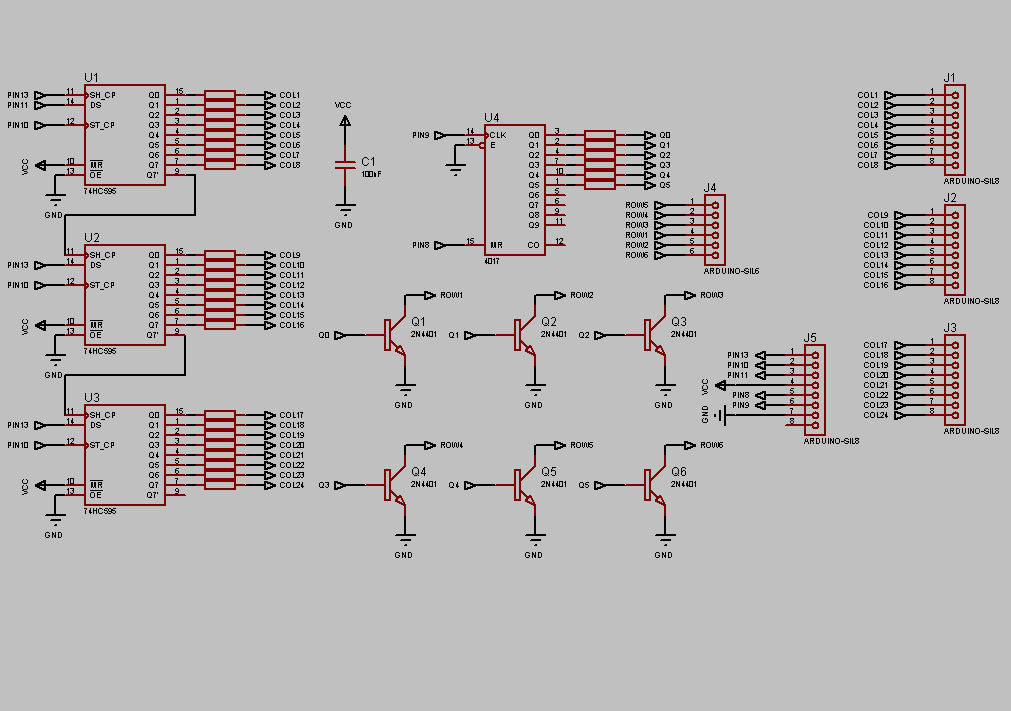 U1
PIN13 11 SH_CP Q0 15 COL1
PIN11 14 DS Q1 1 COL2
Q2 2 COL3
PIN10 12 ST_CP Q3 3 COL4
Q4 4 COL5
Q5 5 COL6
Q6 6 COL7
VCC 10 MR Q7 7 COL8
13 OE Q7' 9
74HC595
GND
U2
11 SH_CP Q0 15 COL9
PIN13 14 DS Q1 1 COL10
Q2 2 COL11
PIN10 12 ST_CP Q3 3 COL12
Q4 4 COL13
Q5 5 COL14
Q6 6 COL15
VCC 10 MR Q7 7 COL16
13 OE Q7' 9
74HC595
GND
U3
11 SH_CP Q0 15 COL17
PIN13 14 DS Q1 1 COL18
Q2 2 COL19
PIN10 12 ST_CP Q3 3 COL20
Q4 4 COL21
Q5 5 COL22
Q6 6 COL23
VCC 10 MR Q7 7 COL24
13 OE Q7' 9
74HC595
GND
VCC
C1
100nF
GND
U4
PIN9 14 CLK Q0 3 Q0
13 E Q1 2 Q1
Q2 4 Q2
Q3 7 Q3
Q4 10 Q4
Q5 1 Q5
Q6 5
Q7 6
Q8 9
Q9 11
PIN8 15 MR CO 12
4017
J4
ROW5 1
ROW4 2
ROW3 3
ROW1 4
ROW2 5
ROW6 6
ARDUINO-SIL6
ROW1
Q0 Q1
2N4401
GND
ROW2
Q1 Q2
2N4401
GND
ROW3
Q2 Q3
2N4401
GND
ROW4
Q3 Q4
2N4401
GND
ROW5
Q4 Q5
2N4401
GND
ROW6
Q5 Q6
2N4401
GND
J5
PIN13 1
PIN10 2
PIN11 3
VCC 4
PIN8 5
PIN9 6
GND 7
8
ARDUINO-SIL8
J1
COL1 1
COL2 2
COL3 3
COL4 4
COL5 5
COL6 6
COL7 7
COL8 8
ARDUINO-SIL8
J2
COL9 1
COL10 2
COL11 3
COL12 4
COL13 5
COL14 6
COL15 7
COL16 8
ARDUINO-SIL8
J3
COL17 1
COL18 2
COL19 3
COL20 4
COL21 5
COL22 6
COL23 7
COL24 8
ARDUINO-SIL8